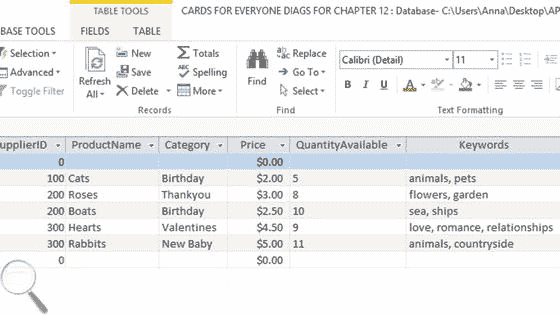 TABLE TOOLS
CARDS FOR EVERYONE DIAGS FOR CHAPTER 12 : Database- C:\Users\Anna\Desktop\AP
BASE TOOLS FIELDS TABLE
Selection New Totals Replace Calibri (Detail) 11
Advanced Refresh All Save Spelling Find Go To B I U A
Toggle Filter Delete More Select
Records Find Text Formatting
upplierID ProductName Category Price QuantityAvailable Keywords
0 $0.00
100 Cats Birthday $2.00 5 animals, pets
200 Roses Thankyou $3.00 8 flowers, garden
200 Boats Birthday $2.50 10 sea, ships
300 Hearts Valentines $4.50 9 love, romance, relationships
300 Rabbits New Baby $5.00 11 animals, countryside
0 $0.00